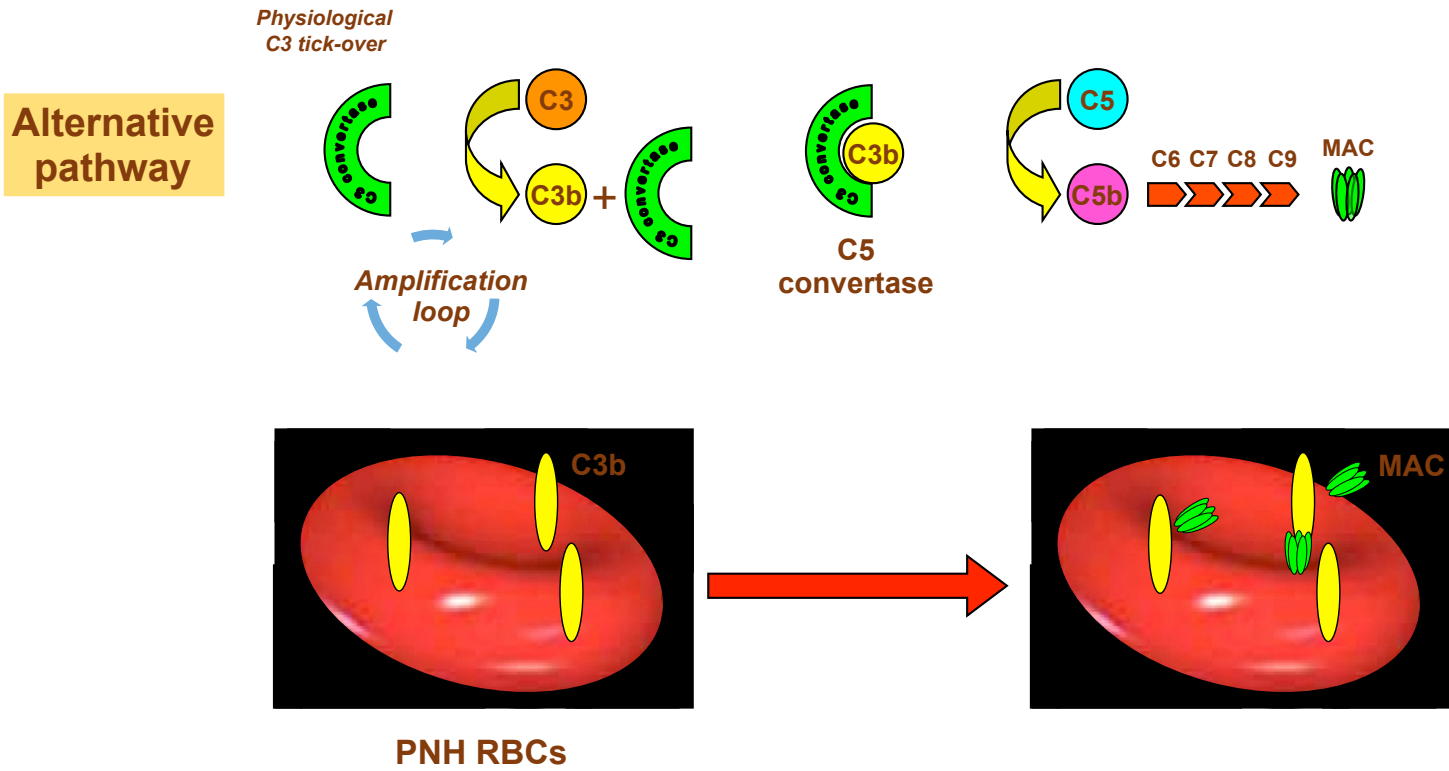 Physiological
C3 tick-over
Alternative
pathway
C3 convertase
C3
C3b
+
C3 convertase
Amplification
loop
C3 convertase
C3b
C5
convertase
C5
C5b
C6 C7 C8 C9
MAC
C3b
MAC
PNH RBCs